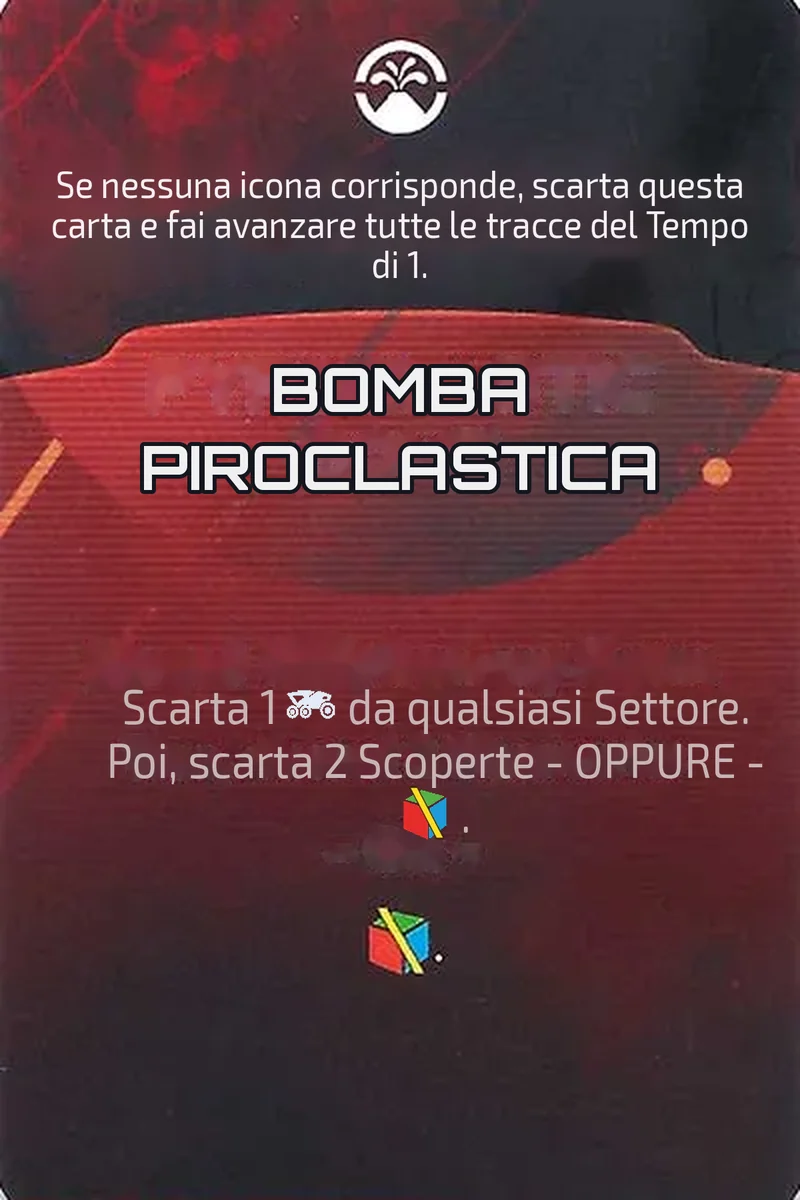 Se nessuna icona corrisponde, scarta questa
carta e fai avanzare tutte le tracce del Tempo
di 1.
BOMBA
PIROCLASTICA
Scarta 1 da qualsiasi Settore.
Poi, scarta 2 Scoperte - OPPURE -
.
.